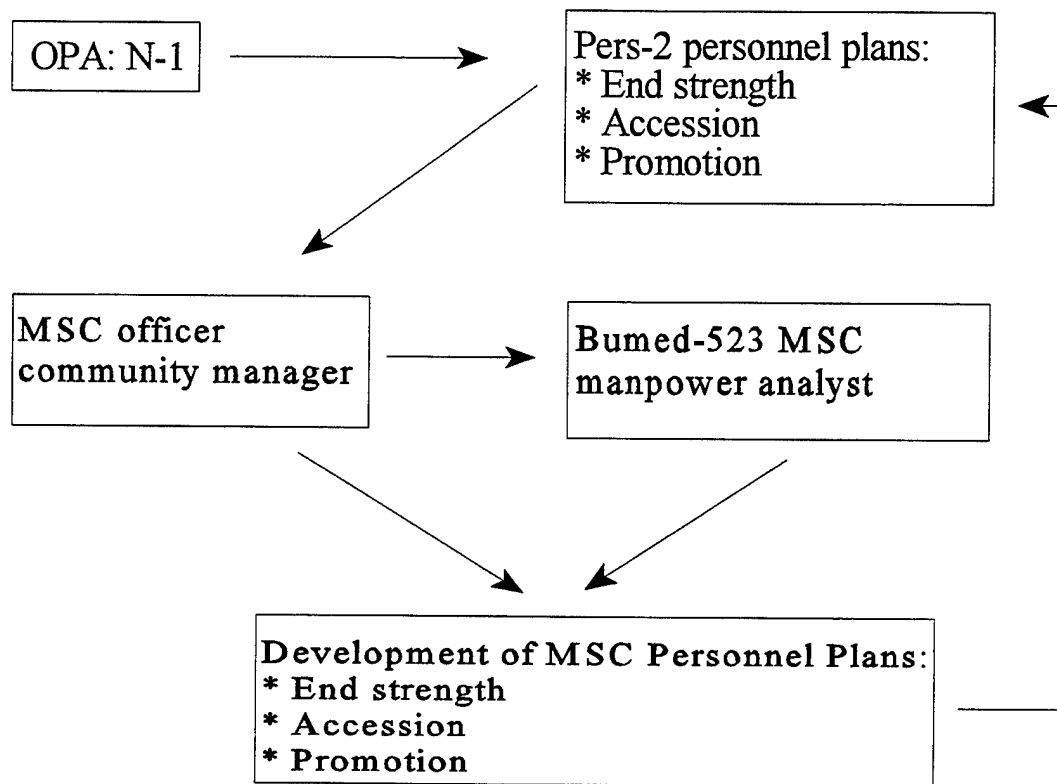 OPA: N-1
Pers-2 personnel plans:
* End strength
* Accession
* Promotion
MSC officer
community manager
Bumed-523 MSC
manpower analyst
Development of MSC Personnel Plans:
* End strength
* Accession
* Promotion